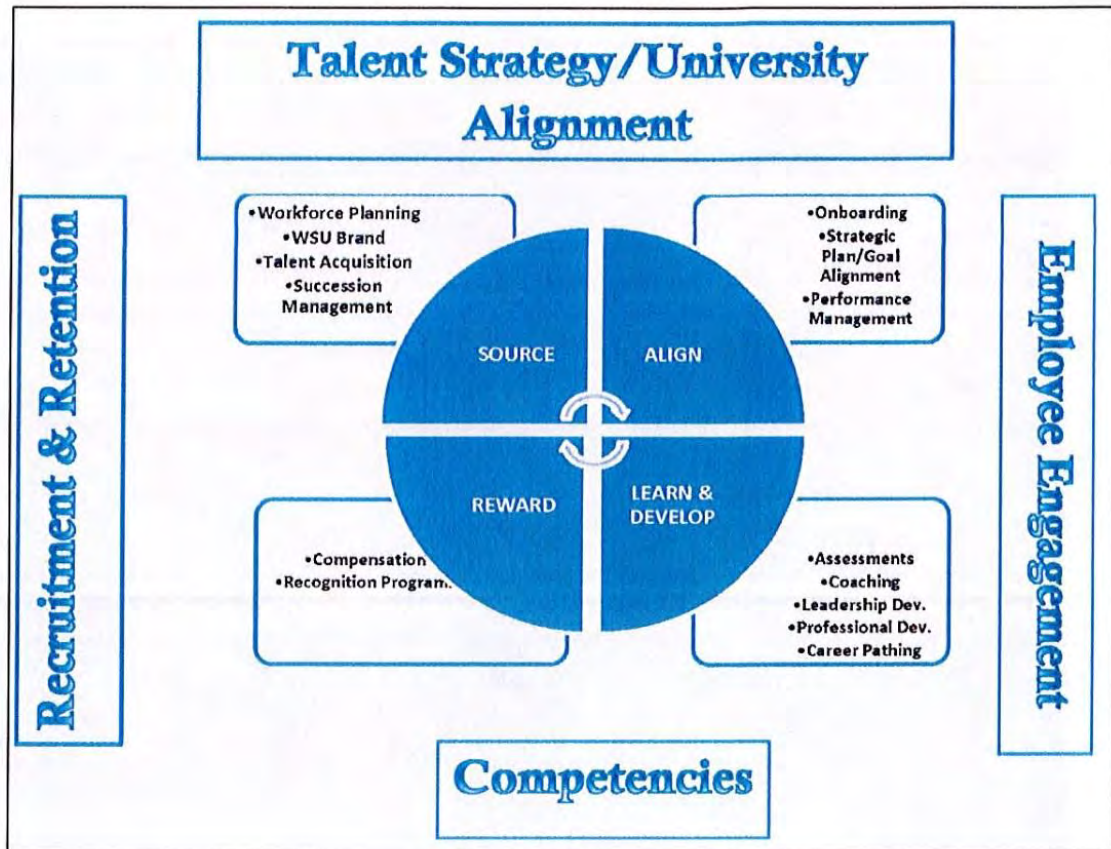 Talent Strategy/University
Alignment
Recruitment & Retention
•Workforce Planning
•WSU Brand
•Talent Acquisition
•Succession
Management
•Onboarding
•Strategic
Plan/Goal
Alignment
•Performance
Management
Employee Engagement
SOURCE
ALIGN
REWARD
LEARN &
DEVELOP
•Compensation
•Recognition Program
•Assessments
•Coaching
•Leadership Dev.
•Professional Dev.
•Career Pathing
Competencies